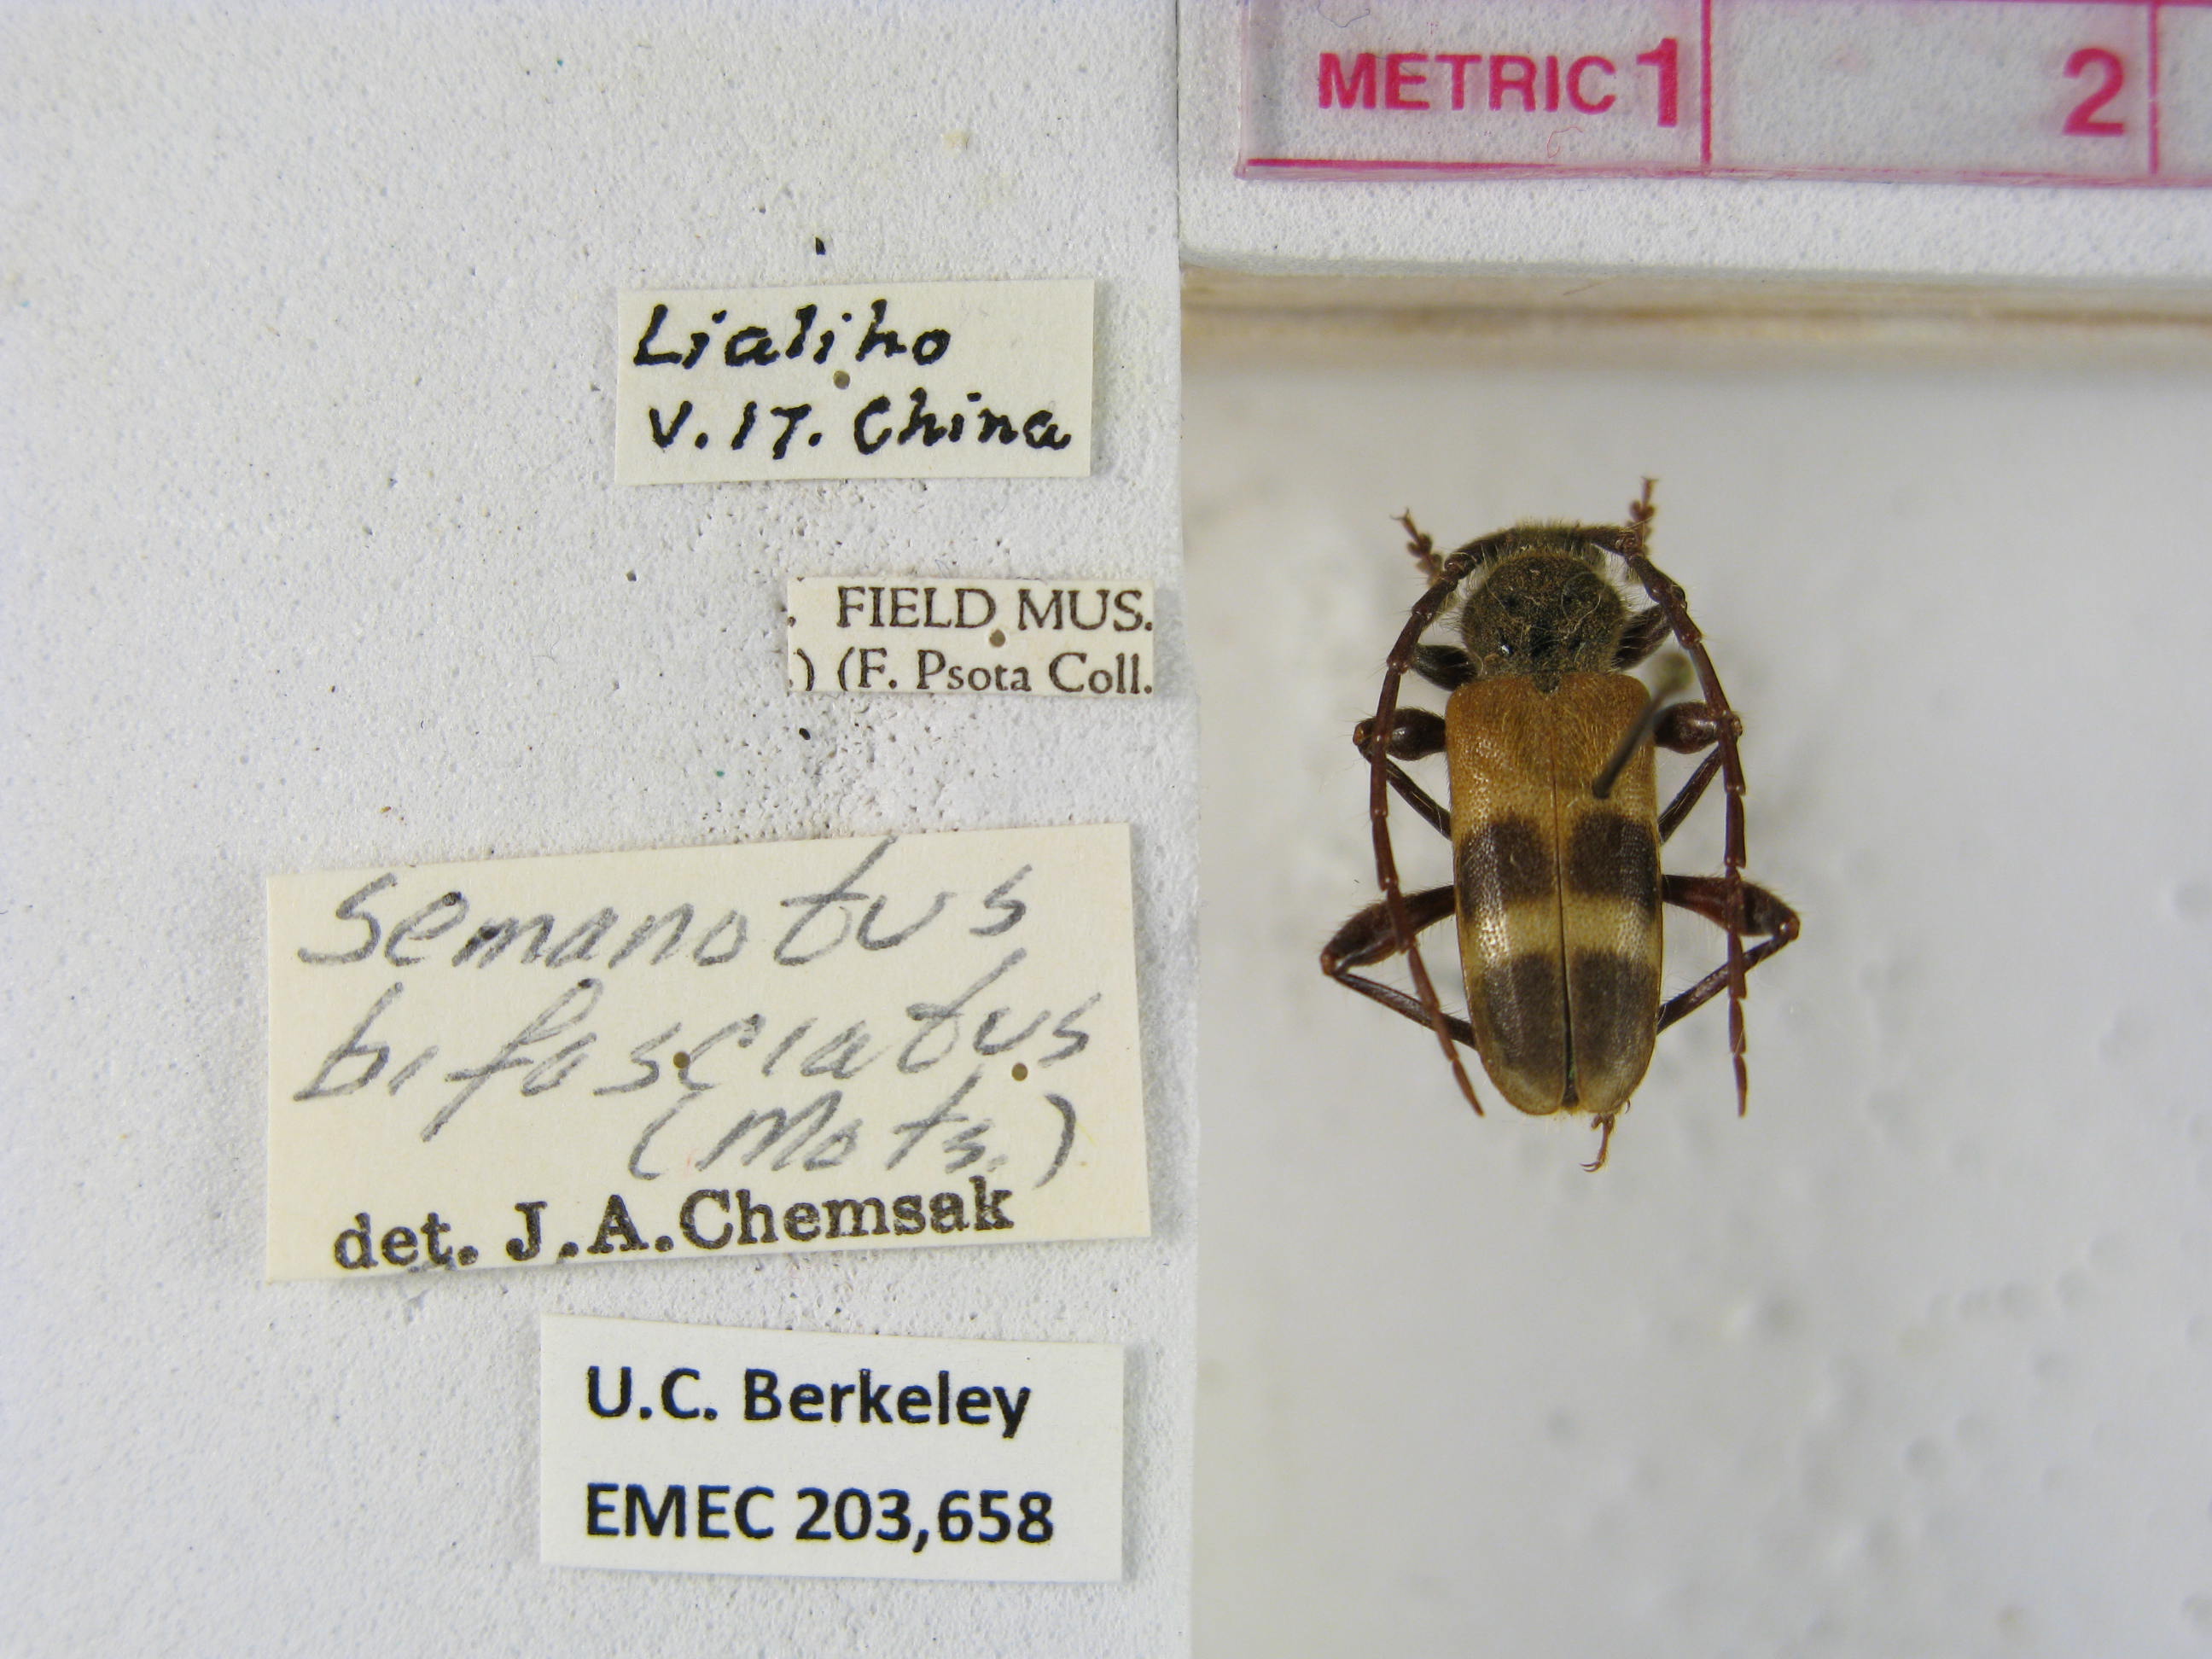 METRIC 1 2
Lialiho
V.17. China
. FIELD MUS.
.) (F. Psota Coll.
Semanotus
bifasciatus
(Mots.)
det. J.A.Chemsak
U.C. Berkeley
EMEC 203,658